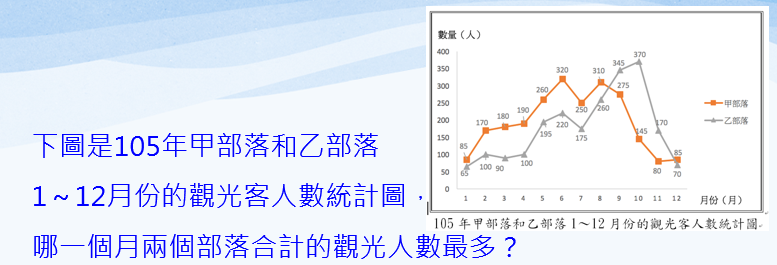 下圖是105年甲部落和乙部落
1～12月份的觀光客人數統計圖，
哪一個月兩個部落合計的觀光人數最多？
數量（人）
400
350
300
250
200
150
100
50
0
85 170 180 190 260 320 250 310 275 145 80 85
65 100 90 100 195 220 175 260 345 370 170 70
1 2 3 4 5 6 7 8 9 10 11 12
月份（月）
甲部落
乙部落
105 年甲部落和乙部落 1～12 月份的觀光客人數統計圖